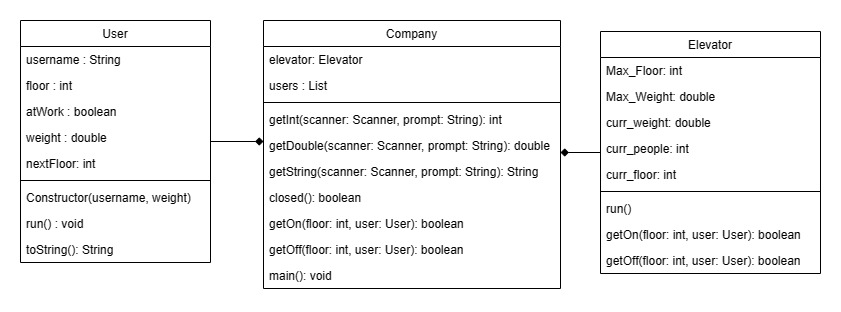 User
username : String
floor : int
atWork : boolean
weight : double
nextFloor: int
Constructor(username, weight)
run() : void
toString(): String
Company
elevator: Elevator
users : List
getInt(scanner: Scanner, prompt: String): int
getDouble(scanner: Scanner, prompt: String): double
getString(scanner: Scanner, prompt: String): String
closed(): boolean
getOn(floor: int, user: User): boolean
getOff(floor: int, user: User): boolean
main(): void
Elevator
Max_Floor: int
Max_Weight: double
curr_weight: double
curr_people: int
curr_floor: int
run()
getOn(floor: int, user: User): boolean
getOff(floor: int, user: User): boolean